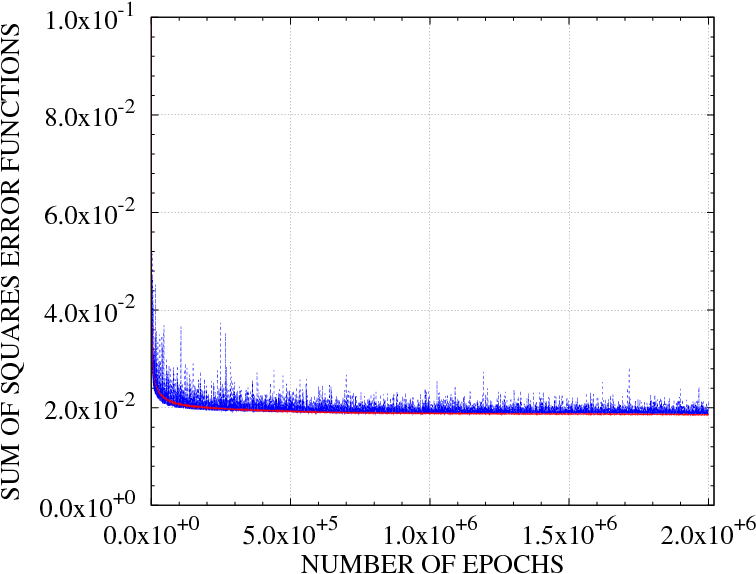 SUM OF SQUARES ERROR FUNCTIONS
1.0x10^-1
8.0x10^-2
6.0x10^-2
4.0x10^-2
2.0x10^-2
0.0x10^+0
0.0x10^+0 5.0x10^+5 1.0x10^+6 1.5x10^+6 2.0x10^+6
NUMBER OF EPOCHS